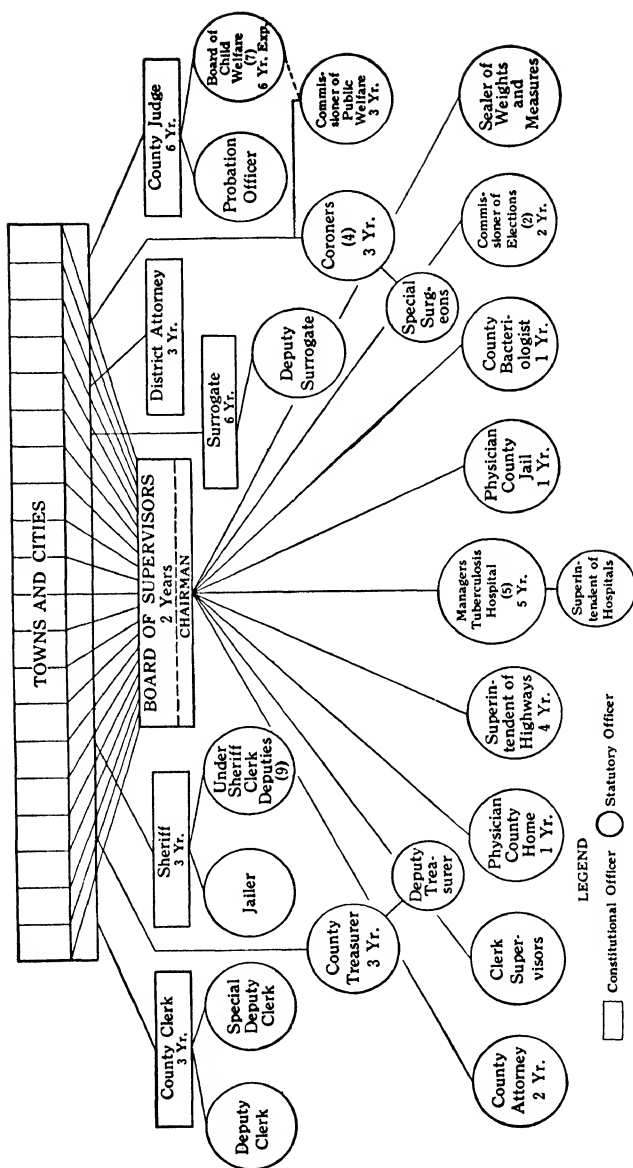 TOWNS AND CITIES
BOARD OF SUPERVISORS
2 Years
CHAIRMAN
County Clerk
3 Yr.
Deputy Clerk
Special
Deputy
Clerk
Sheriff
3 Yr.
Jailer
Under
Sheriff
Clerk
Deputies
(9)
Surrogate
6 Yr.
Deputy
Surrogate
District Attorney
3 Yr.
County Judge
6 Yr.
Probation
Officer
Board of
Child
Welfare
(7)
6 Yr. Exp.
Commis-
sioner of
Public
Welfare
3 Yr.
County
Treasurer
3 Yr.
Deputy
Trea-
surer
Coroners
(4)
3 Yr.
Special
Surg-
eons
County
Attorney
2 Yr.
Clerk
Super-
visors
Physician
County
Home
1 Yr.
Superin-
tendent of
Highways
4 Yr.
Managers
Tuberculosis
Hospital
(5)
5 Yr.
Superin-
tendent of
Hospitals
Physician
County
Jail
1 Yr.
County
Bacteri-
ologist
1 Yr.
Commis-
sioner of
Elections
(2)
2 Yr.
Sealer of
Weights
and
Measures
LEGEND
Constitutional Officer
Statutory Officer